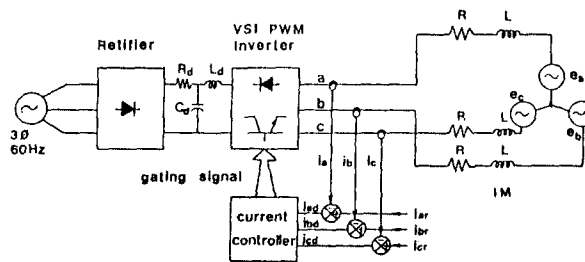 VSI PWM
Inverter
Retifier
R_d
L_d
C_d
3Ø
60Hz
a
b
c
R
L
e_a
e_c
R
L
e_b
R
L
IM
i_a
i_b
i_c
gating signal
current
controller
i_ad
i_bd
i_cd
i_ar
i_br
i_cr